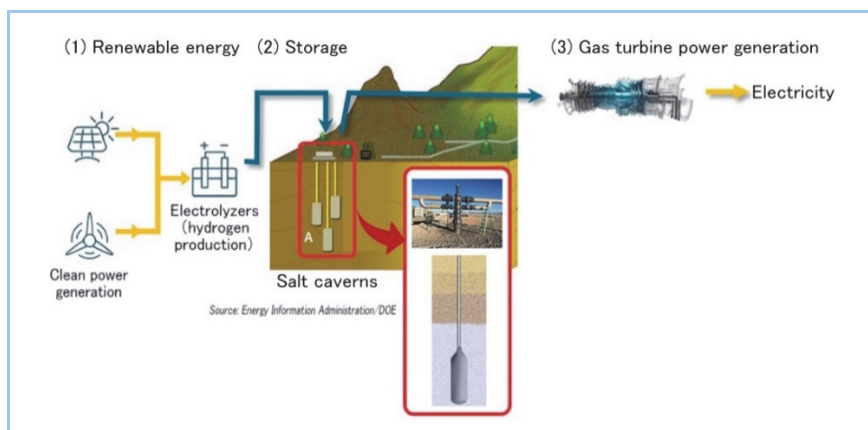 (1) Renewable energy
(2) Storage
(3) Gas turbine power generation
Electricity
+ −
Electrolyzers
(hydrogen
production)
A
Clean power
generation
Salt caverns
Source: Energy Information Administration/DOE